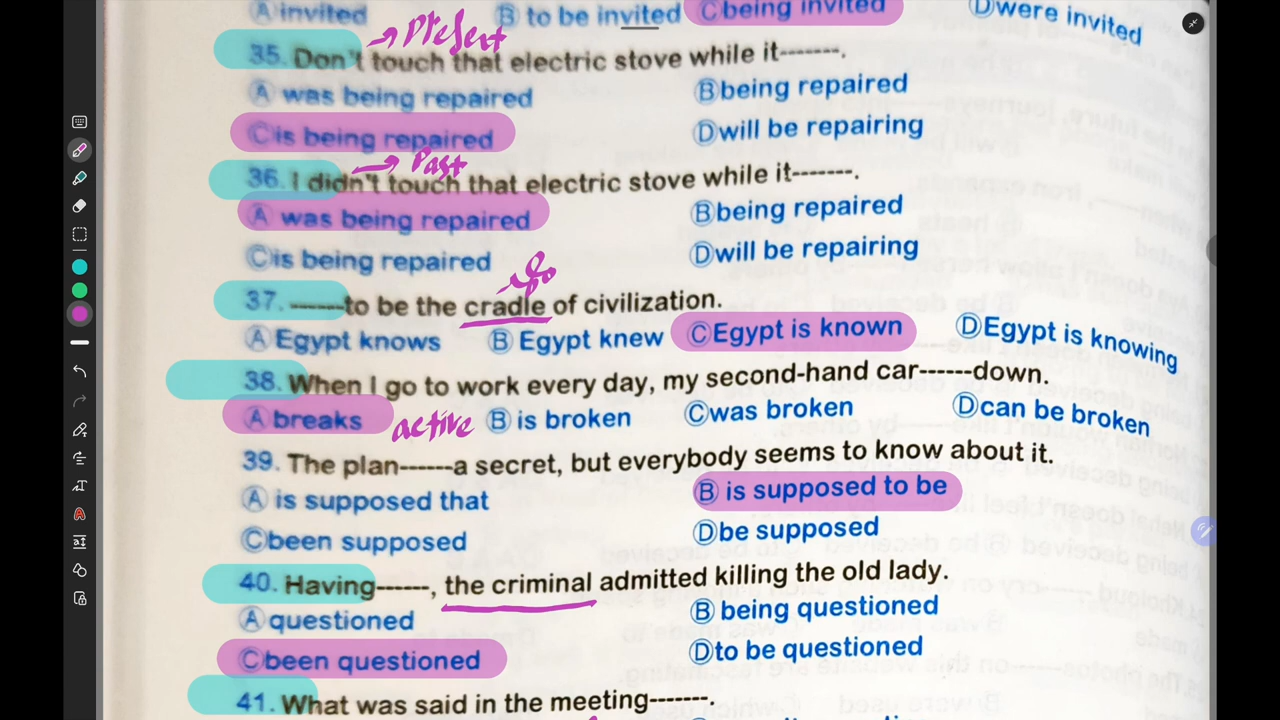 A invited B to be invited C being invited D were invited
→ Present
35. Don't touch that electric stove while it-------.
A was being repaired B being repaired
C is being repaired D will be repairing
→ Past
36. I didn't touch that electric stove while it-------.
A was being repaired B being repaired
C is being repaired D will be repairing
37. ------to be the cradle of civilization.
A Egypt knows B Egypt knew C Egypt is known D Egypt is knowing
38. When I go to work every day, my second-hand car------down.
A breaks active B is broken C was broken D can be broken
39. The plan------a secret, but everybody seems to know about it.
A is supposed that B is supposed to be
C been supposed D be supposed
40. Having------, the criminal admitted killing the old lady.
A questioned B being questioned
C been questioned D to be questioned
41. What was said in the meeting-------.